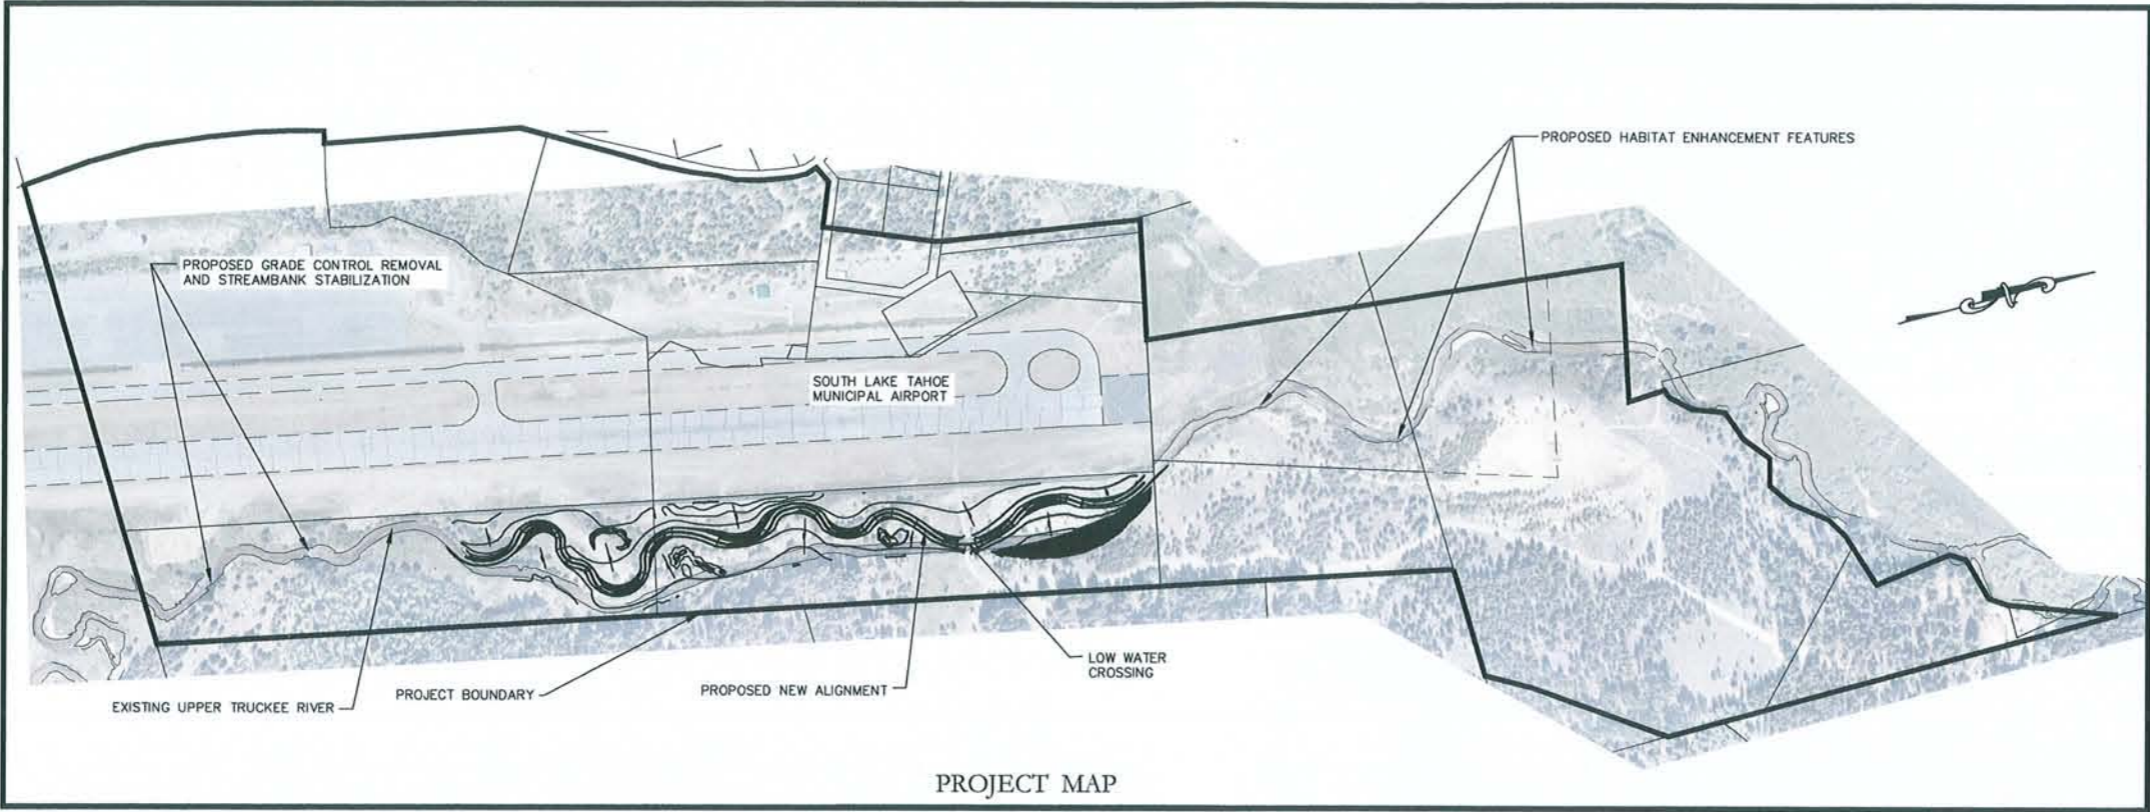 PROPOSED HABITAT ENHANCEMENT FEATURES
PROPOSED GRADE CONTROL REMOVAL
AND STREAMBANK STABILIZATION
SOUTH LAKE TAHOE
MUNICIPAL AIRPORT
LOW WATER
CROSSING
PROPOSED NEW ALIGNMENT
PROJECT BOUNDARY
EXISTING UPPER TRUCKEE RIVER
PROJECT MAP